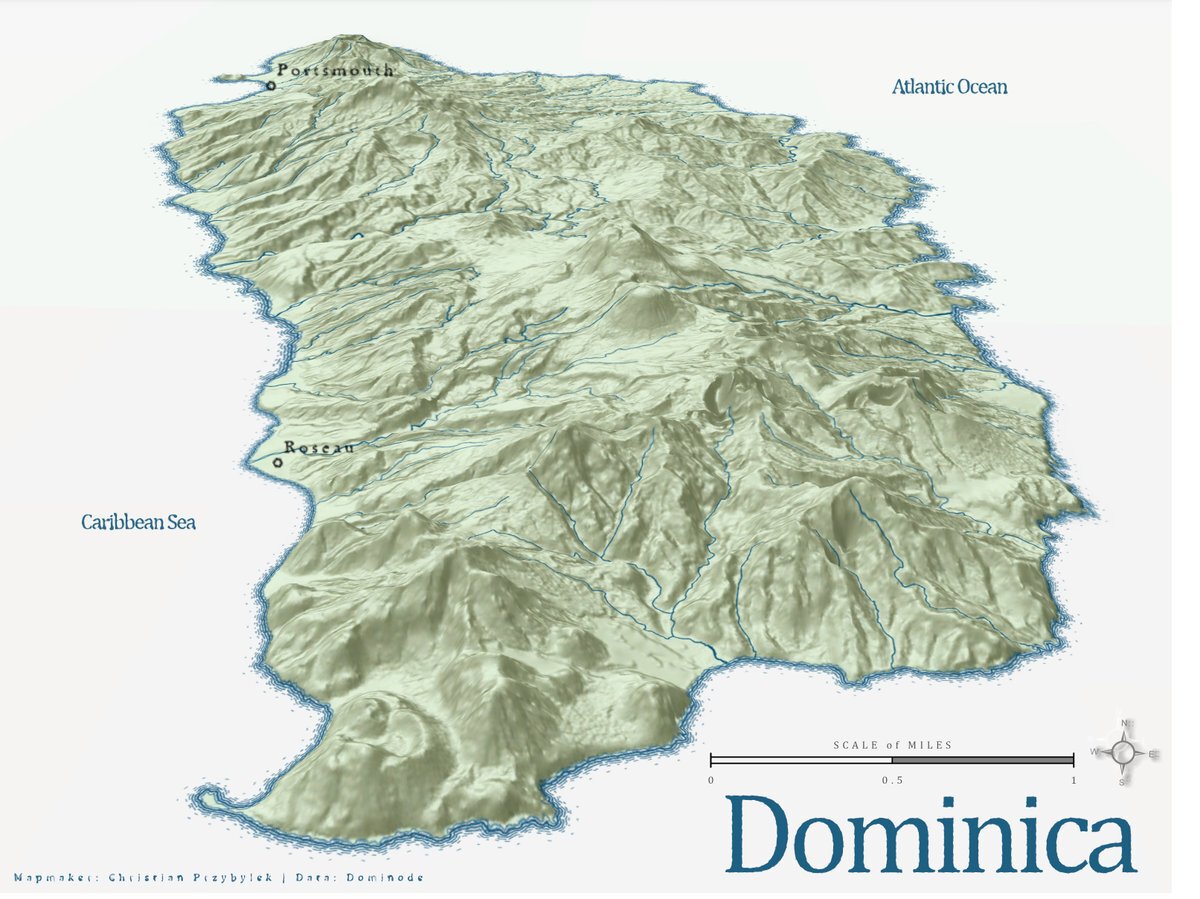 Portsmouth
Atlantic Ocean
Roseau
Caribbean Sea
SCALE of MILES
0 0.5 1
N
W E
S
Dominica
Mapmaker: Christian Przybylek | Data: Dominode